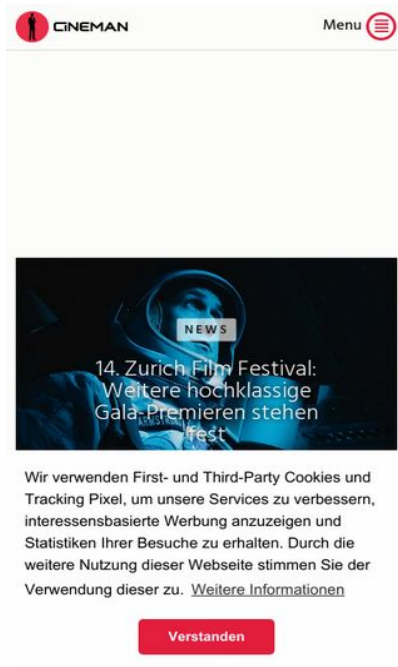 CiNEMAN
Menu
NEWS
14. Zurich Film Festival:
Weitere hochklassige
Gala-Premieren stehen
fest
ARMSTRONG
Wir verwenden First- und Third-Party Cookies und
Tracking Pixel, um unsere Services zu verbessern,
interessensbasierte Werbung anzuzeigen und
Statistiken Ihrer Besuche zu erhalten. Durch die
weitere Nutzung dieser Webseite stimmen Sie der
Verwendung dieser zu. Weitere Informationen
Verstanden